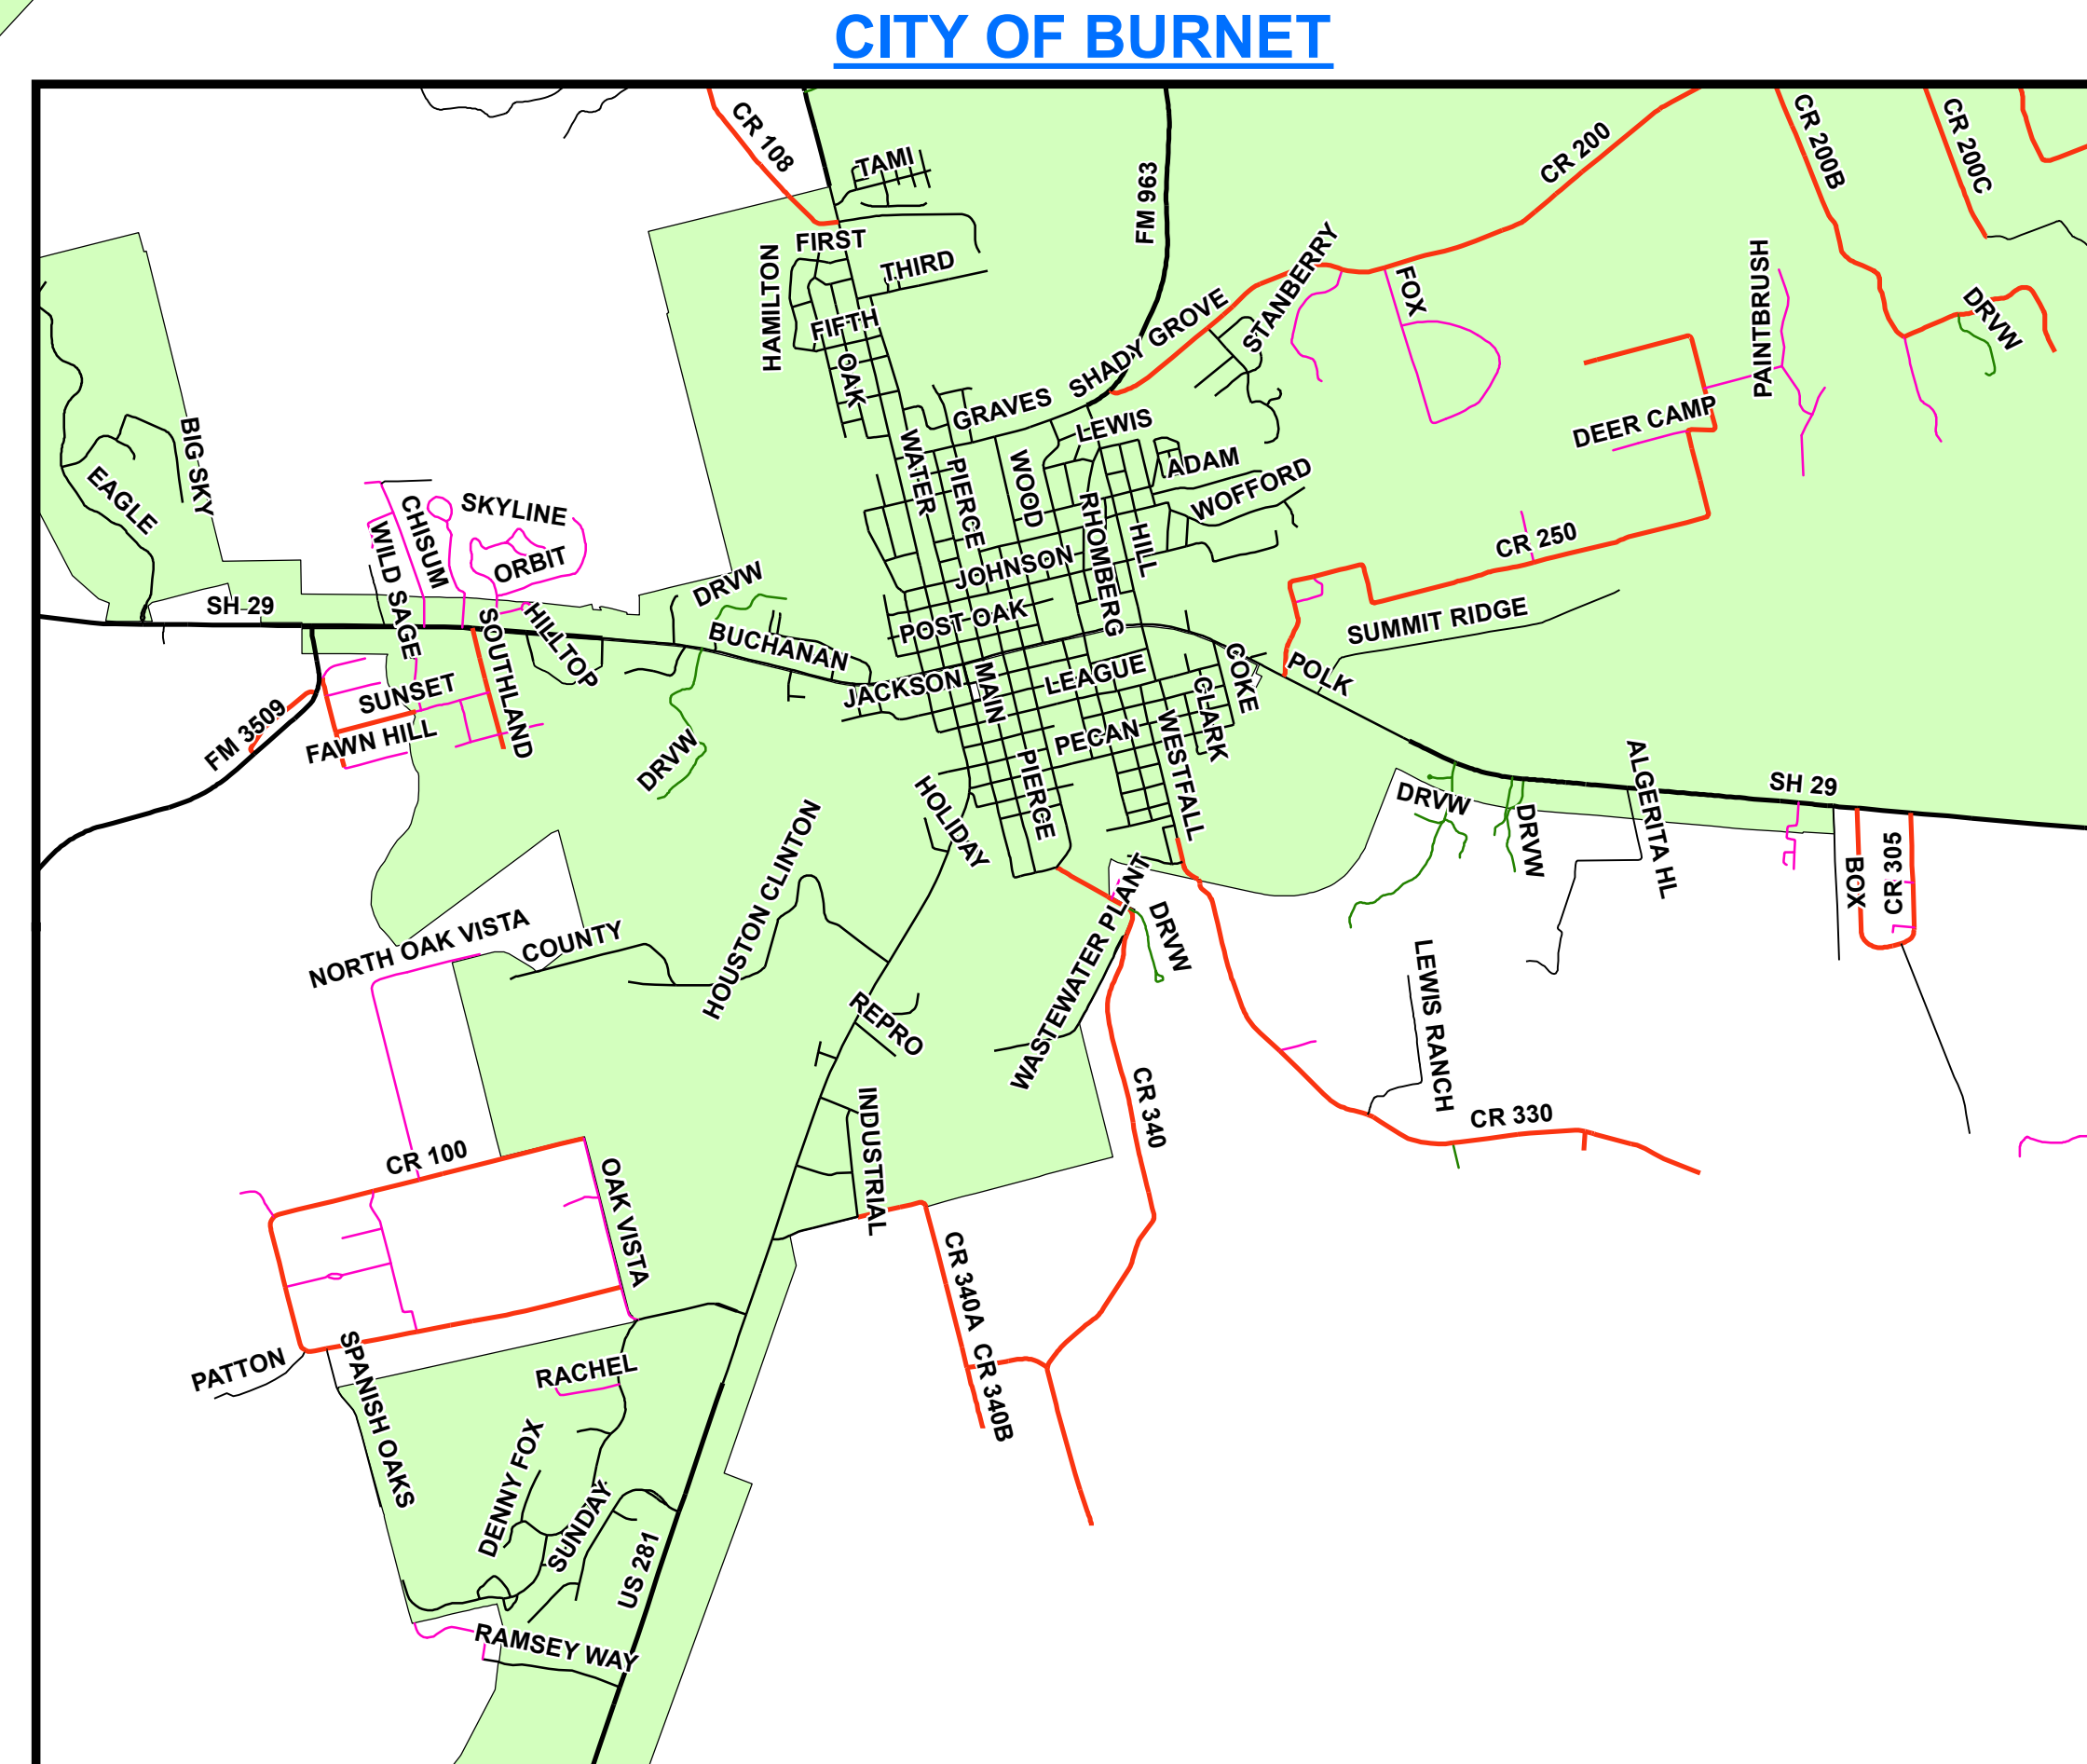 CITY OF BURNET
CR 108
TAMI
FM 963
CR 200
CR 200B
CR 200C
FIRST
THIRD
HAMILTON
FIFTH
OAK
STANBERRY
FOX
PAINTBRUSH
DRVW
SHADY GROVE
GRAVES
LEWIS
DEER CAMP
BIG SKY
EAGLE
WATER
PIERCE
WOOD
ADAM
WOFFORD
RHOMBERG
HILL
CHISUM
SKYLINE
WILD SAGE
ORBIT
CR 250
JOHNSON
DRVW
SH 29
SOUTHLAND
HILLTOP
BUCHANAN
POST OAK
SUMMIT RIDGE
COKE
POLK
JACKSON
MAIN
LEAGUE
CLARK
SUNSET
FM 3509
FAWN HILL
DRVW
PECAN
WESTFALL
PIERCE
HOLIDAY
HOUSTON CLINTON
DRVW
DRVW
ALGERITA HL
SH 29
BOX
CR 305
NORTH OAK VISTA
COUNTY
WASTEWATER PLANT
DRVW
LEWIS RANCH
REPRO
CR 340
CR 330
INDUSTRIAL
CR 100
OAK VISTA
CR 340A
CR 340B
PATTON
SPANISH OAKS
RACHEL
DENNY FOX
SUNDAY
US 281
RAMSEY WAY